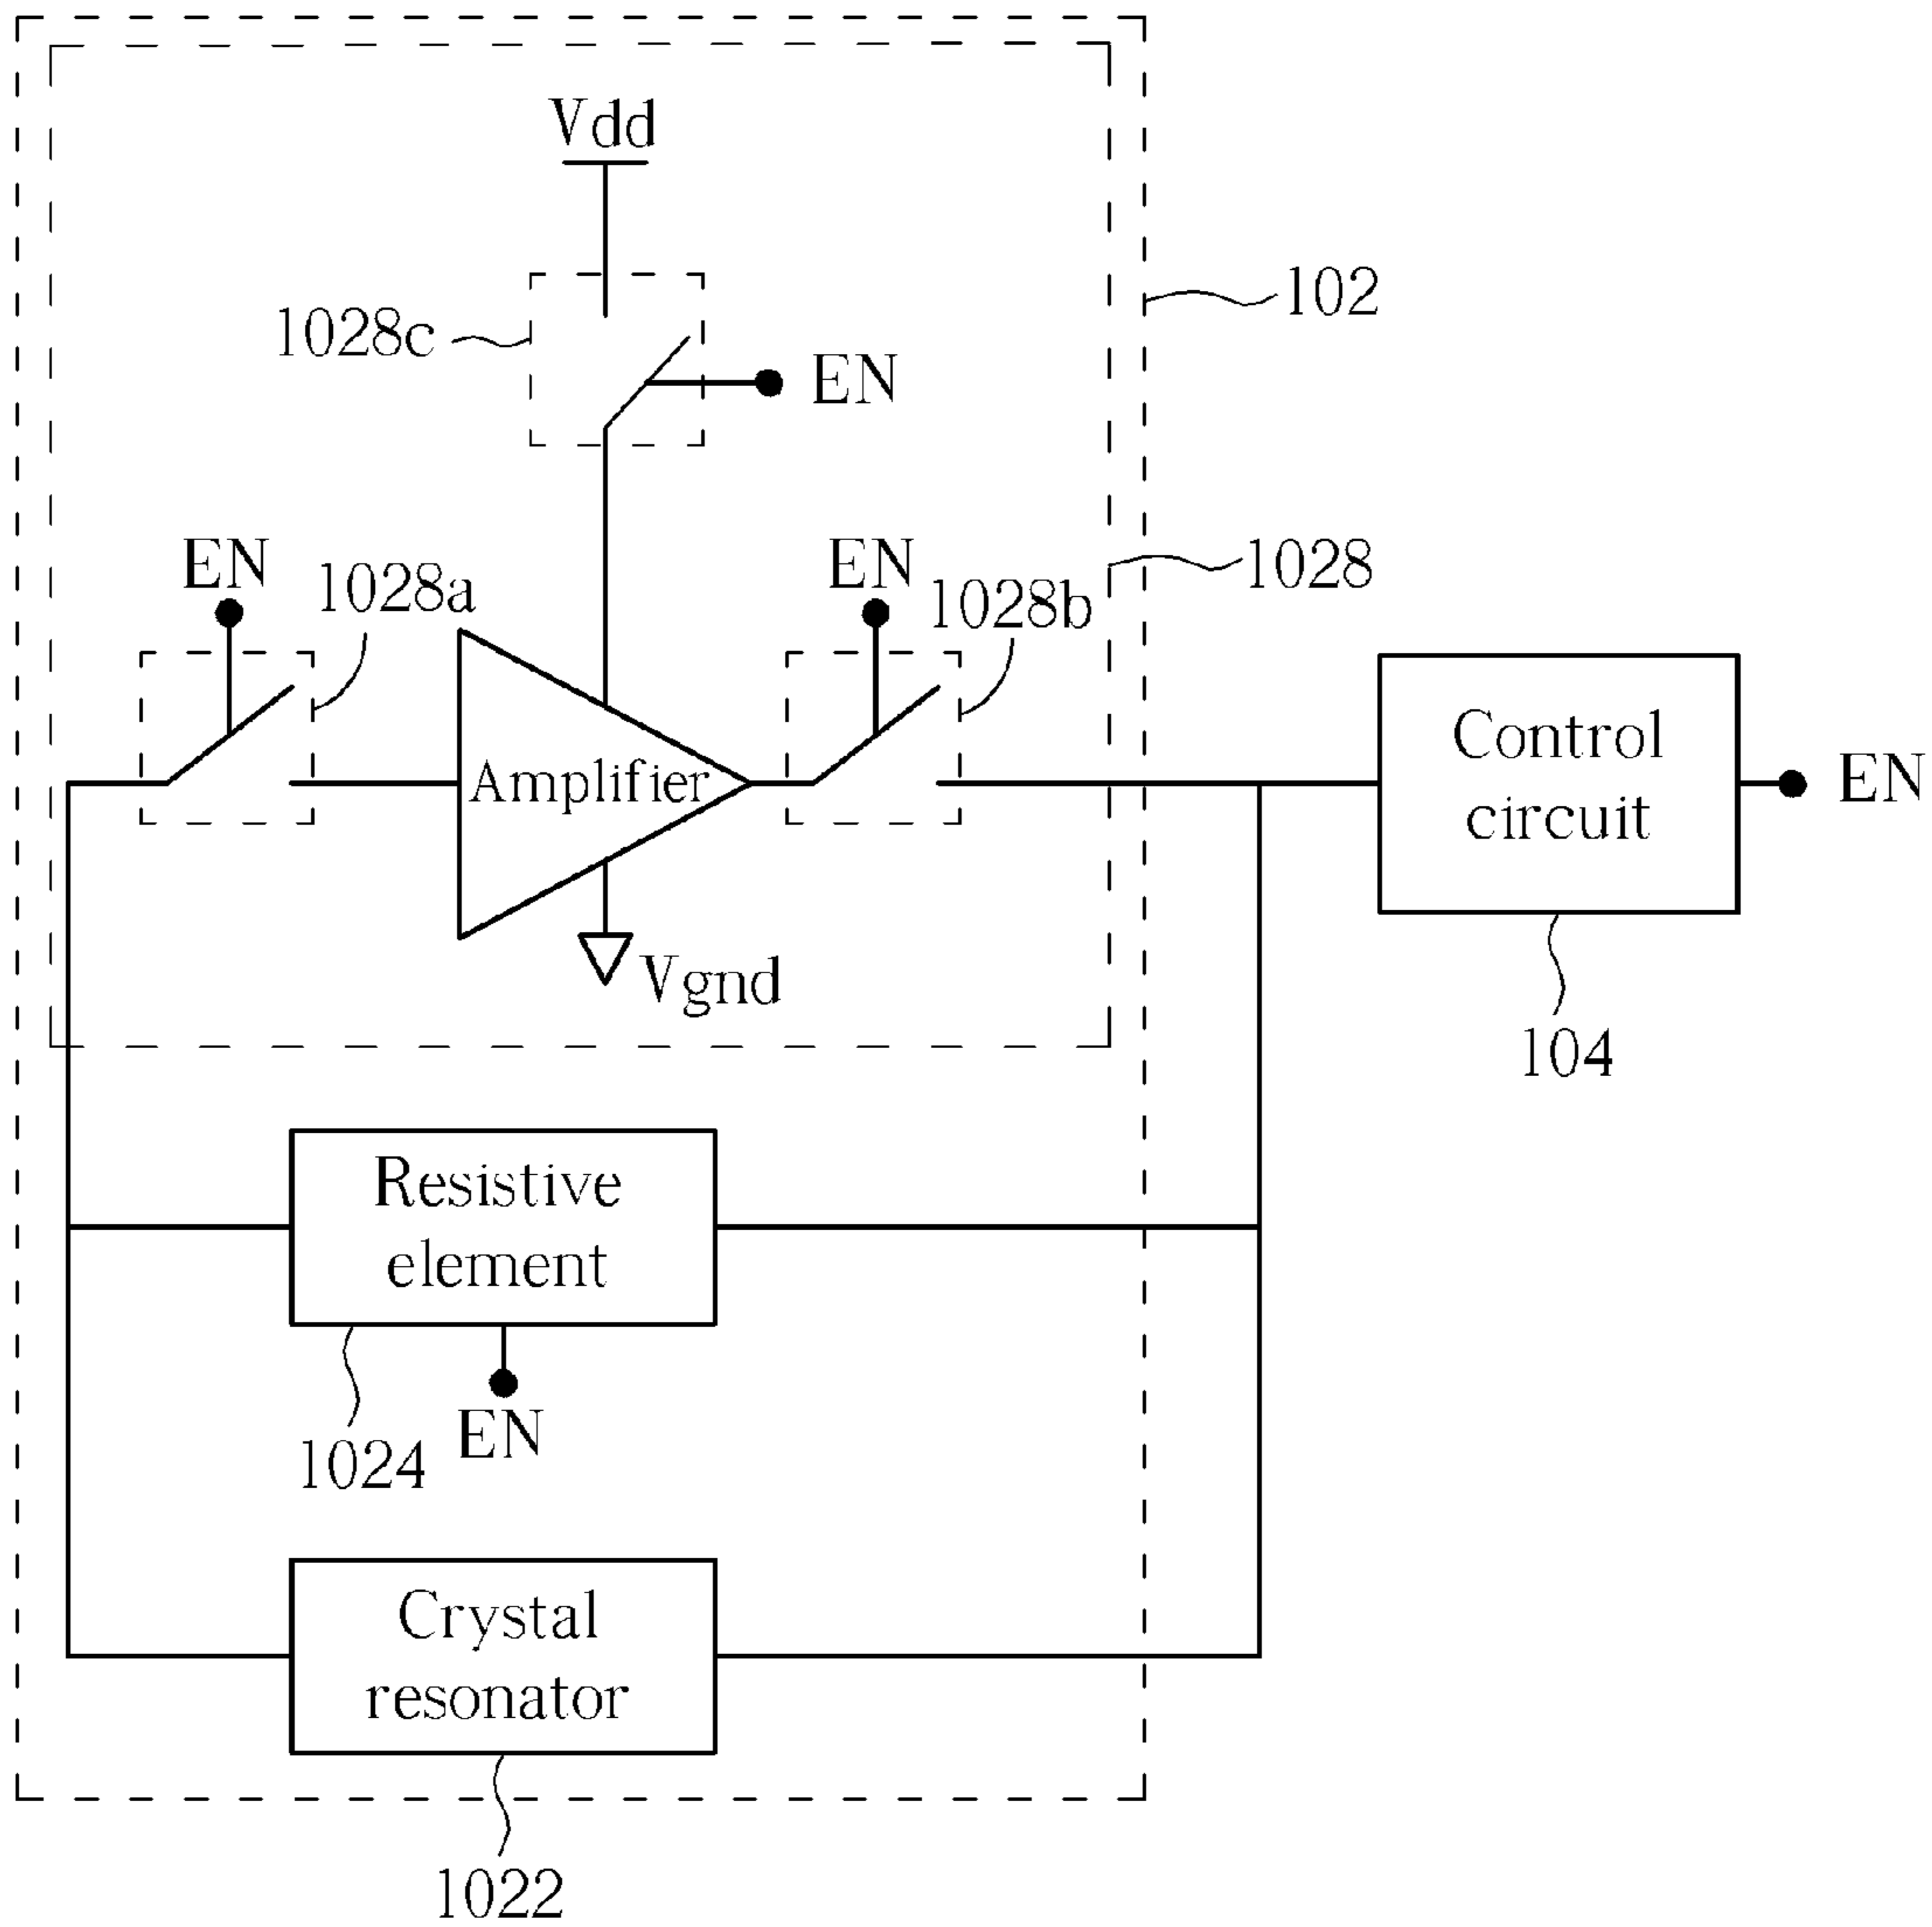 Vdd
102
1028c
EN
EN
1028a
EN
1028b
1028
Amplifier
Control
circuit
EN
Vgnd
104
Resistive
element
1024
EN
Crystal
resonator
1022